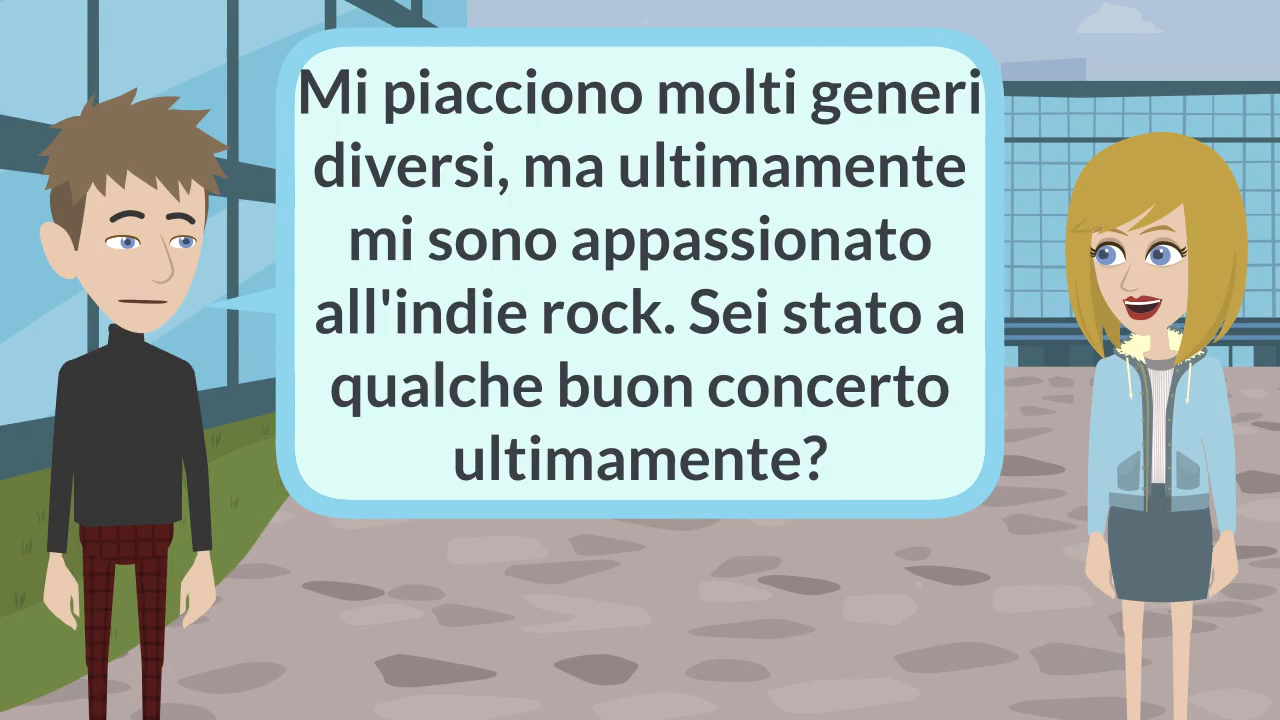 Mi piacciono molti generi
diversi, ma ultimamente
mi sono appassionato
all'indie rock. Sei stato a
qualche buon concerto
ultimamente?